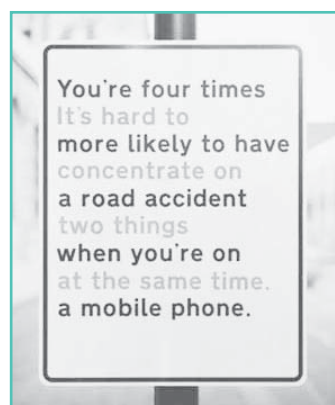 You're four times
It's hard to
more likely to have
concentrate on
a road accident
two things
when you're on
at the same time.
a mobile phone.